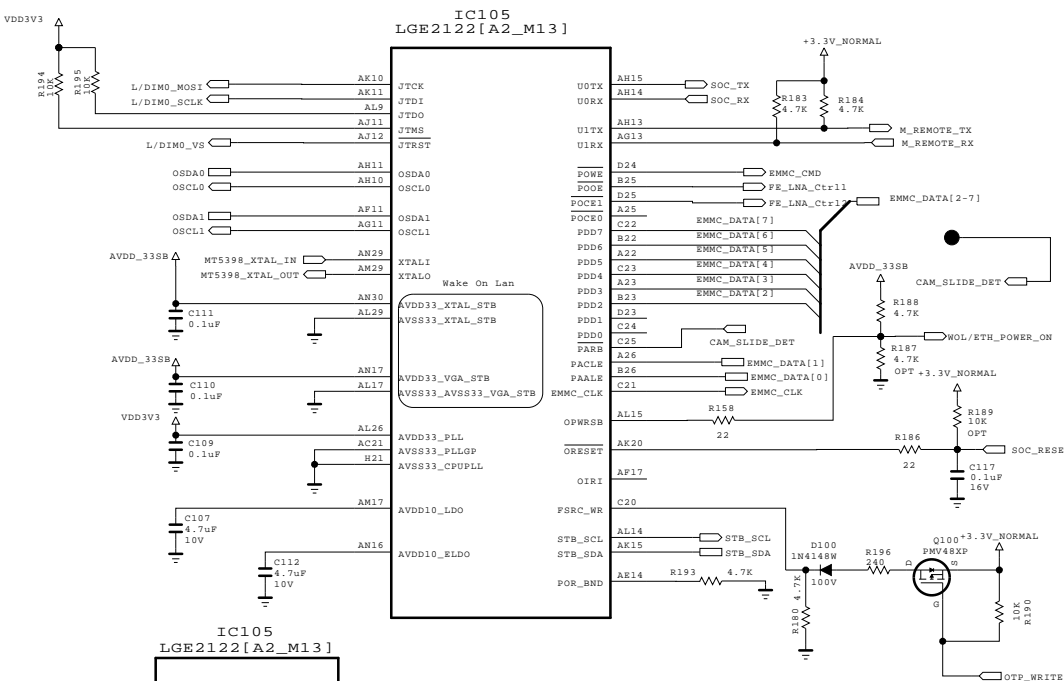 IC105
LGE2122[A2_M13]
VDD3V3
R194
10K
R195
10K
L/DIM0_MOSI
L/DIM0_SCLK
L/DIM0_VS
OSDA0
OSCL0
OSDA1
OSCL1
AVDD_33SB
MT5398_XTAL_IN
MT5398_XTAL_OUT
C111
0.1uF
AVDD_33SB
C110
0.1uF
VDD3V3
C109
0.1uF
C107
4.7uF
10V
C112
4.7uF
10V
AK10
AK11
AL9
AJ11
AJ12
AH11
AH10
AF11
AG11
AN29
AM29
AN30
AL29
AN17
AL17
AL26
AC21
H21
AM17
AN16
JTCK
JTDI
JTDO
JTMS
JTRST
OSDA0
OSCL0
OSDA1
OSCL1
XTALI
XTALO
Wake On Lan
AVDD33_XTAL_STB
AVSS33_XTAL_STB
AVDD33_VGA_STB
AVSS33_AVSS33_VGA_STB
AVDD33_PLL
AVSS33_PLLGP
AVSS33_CPUPLL
AVDD10_LDO
AVDD10_ELDO
U0TX
U0RX
U1TX
U1RX
POWE
POOE
POCE1
POCE0
PDD7
PDD6
PDD5
PDD4
PDD3
PDD2
PDD1
PDD0
PARB
PACLE
PAALE
EMMC_CLK
OPWRSB
ORESET
OIRI
FSRC_WR
STB_SCL
STB_SDA
POR_BND
AH15
AH14
AH13
AG13
D24
B25
D25
A25
C22
B22
A22
C23
A23
B23
D23
C24
C25
A26
B26
C21
AL15
AK20
AF17
C20
AL14
AK15
AE14
SOC_TX
SOC_RX
+3.3V_NORMAL
R183
4.7K
R184
4.7K
M_REMOTE_TX
M_REMOTE_RX
EMMC_CMD
FE_LNA_Ctrl1
FE_LNA_Ctrl2
EMMC_DATA[2-7]
EMMC_DATA[7]
EMMC_DATA[6]
EMMC_DATA[5]
EMMC_DATA[4]
EMMC_DATA[3]
EMMC_DATA[2]
CAM_SLIDE_DET
EMMC_DATA[1]
EMMC_DATA[0]
EMMC_CLK
CAM_SLIDE_DET
AVDD_33SB
R188
4.7K
WOL/ETH_POWER_ON
R187
4.7K
OPT
+3.3V_NORMAL
R158
22
R189
10K
OPT
R186
22
SOC_RESE
C117
0.1uF
16V
STB_SCL
STB_SDA
R193
4.7K
D100
1N4148W
100V
R180
4.7K
R196
240
Q100
PMV48XP
D
S
G
+3.3V_NORMAL
10K
R190
OTP_WRITE
IC105
LGE2122[A2_M13]